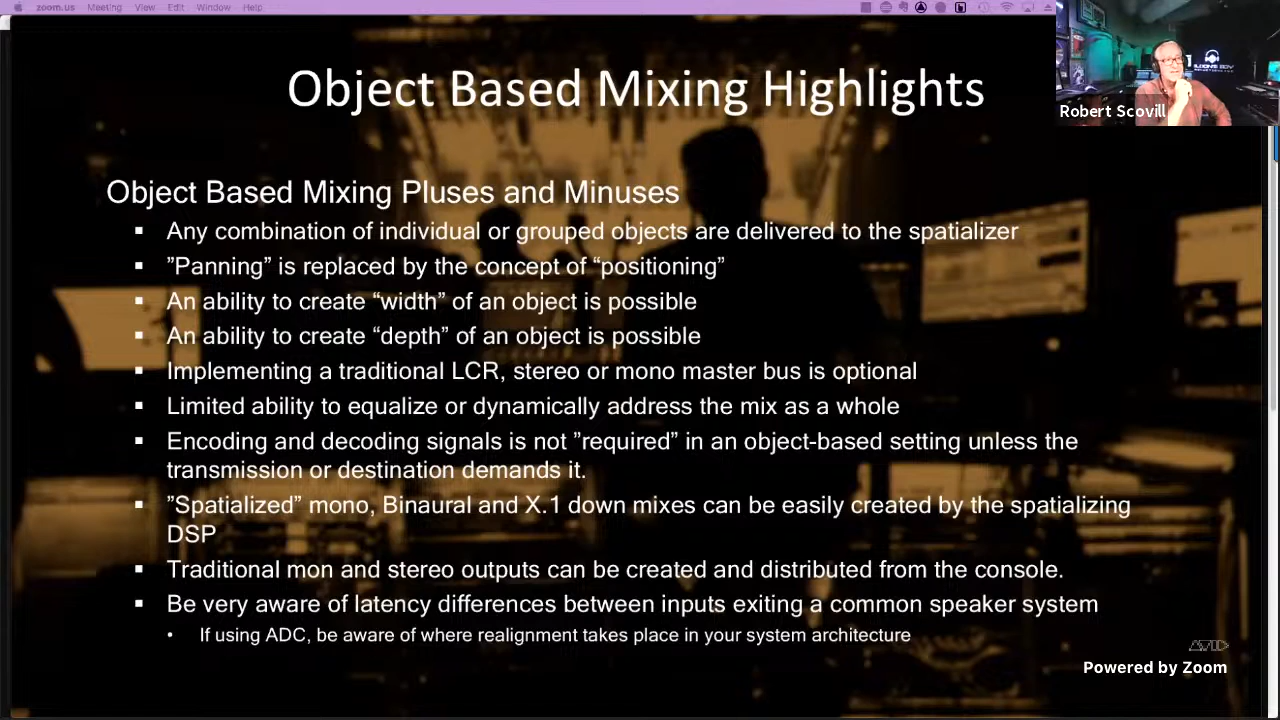 zoom.us Meeting View Edit Window Help
Object Based Mixing Highlights
Robert Scovill
Object Based Mixing Pluses and Minuses
▪ Any combination of individual or grouped objects are delivered to the spatializer
▪ ”Panning” is replaced by the concept of “positioning”
▪ An ability to create “width” of an object is possible
▪ An ability to create “depth” of an object is possible
▪ Implementing a traditional LCR, stereo or mono master bus is optional
▪ Limited ability to equalize or dynamically address the mix as a whole
▪ Encoding and decoding signals is not ”required” in an object-based setting unless the
transmission or destination demands it.
▪ ”Spatialized” mono, Binaural and X.1 down mixes can be easily created by the spatializing
DSP
▪ Traditional mon and stereo outputs can be created and distributed from the console.
▪ Be very aware of latency differences between inputs exiting a common speaker system
• If using ADC, be aware of where realignment takes place in your system architecture
Powered by Zoom